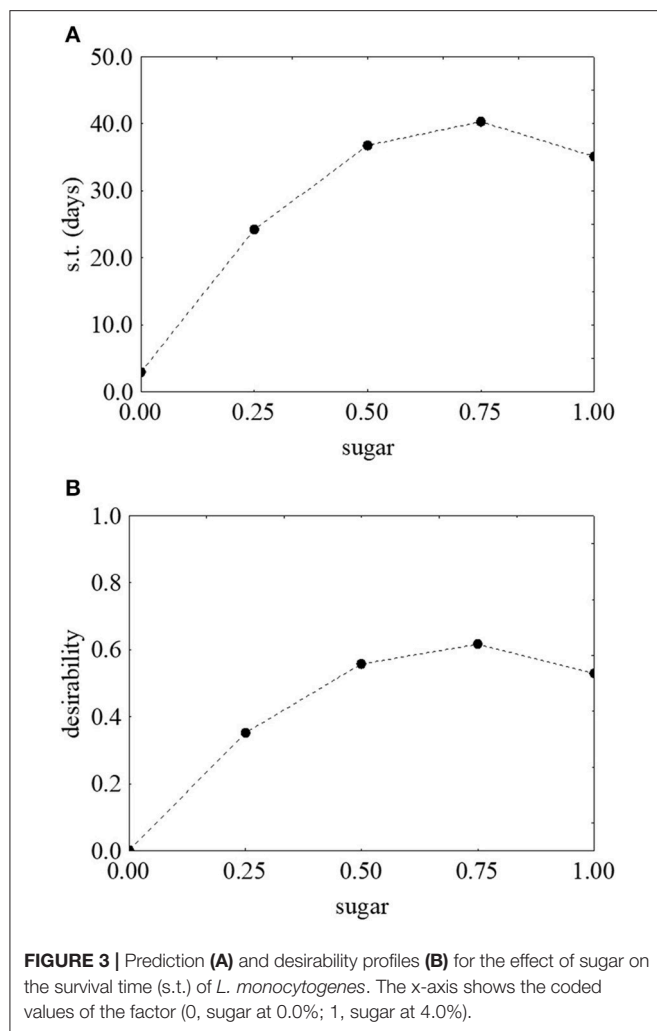 A
50.0
40.0
30.0
20.0
10.0
0.0
s.t. (days)
0.00 0.25 0.50 0.75 1.00
sugar
B
1.0
0.8
0.6
0.4
0.2
0.0
desirability
0.00 0.25 0.50 0.75 1.00
sugar
FIGURE 3 | Prediction (A) and desirability profiles (B) for the effect of sugar on
the survival time (s.t.) of L. monocytogenes. The x-axis shows the coded
values of the factor (0, sugar at 0.0%; 1, sugar at 4.0%).